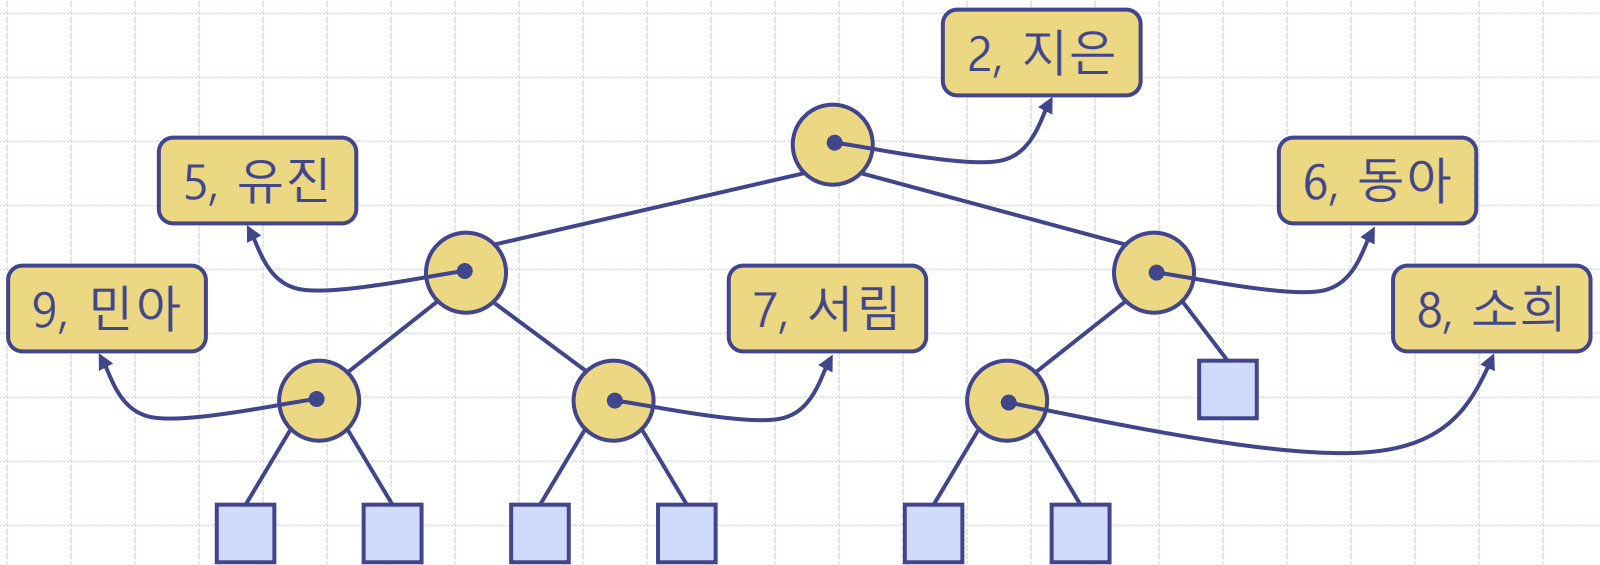 2, 지은
5, 유진
6, 동아
9, 민아
7, 서림
8, 소희